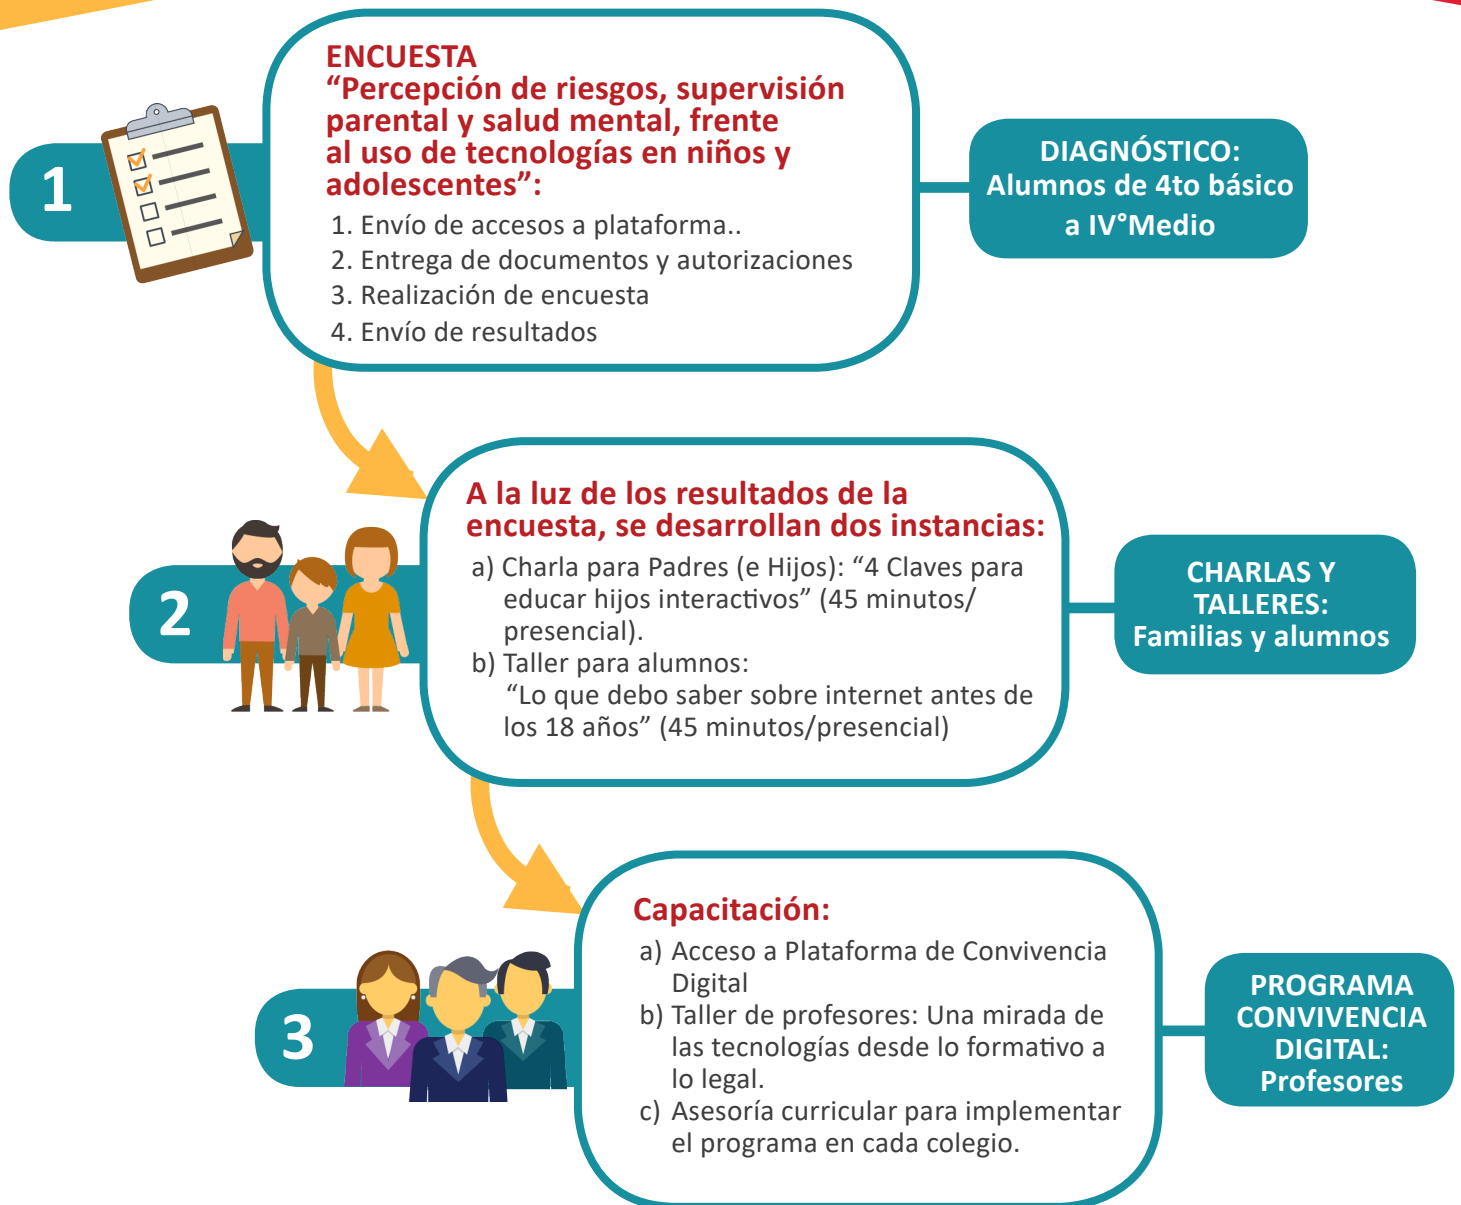 1
ENCUESTA
“Percepción de riesgos, supervisión
parental y salud mental, frente
al uso de tecnologías en niños y
adolescentes”:
1. Envío de accesos a plataforma..
2. Entrega de documentos y autorizaciones
3. Realización de encuesta
4. Envío de resultados
DIAGNÓSTICO:
Alumnos de 4to básico
a IV°Medio
2
A la luz de los resultados de la
encuesta, se desarrollan dos instancias:
a) Charla para Padres (e Hijos): “4 Claves para
educar hijos interactivos” (45 minutos/
presencial).
b) Taller para alumnos:
“Lo que debo saber sobre internet antes de
los 18 años” (45 minutos/presencial)
CHARLAS Y
TALLERES:
Familias y alumnos
3
Capacitación:
a) Acceso a Plataforma de Convivencia
Digital
b) Taller de profesores: Una mirada de
las tecnologías desde lo formativo a
lo legal.
c) Asesoría curricular para implementar
el programa en cada colegio.
PROGRAMA
CONVIVENCIA
DIGITAL:
Profesores